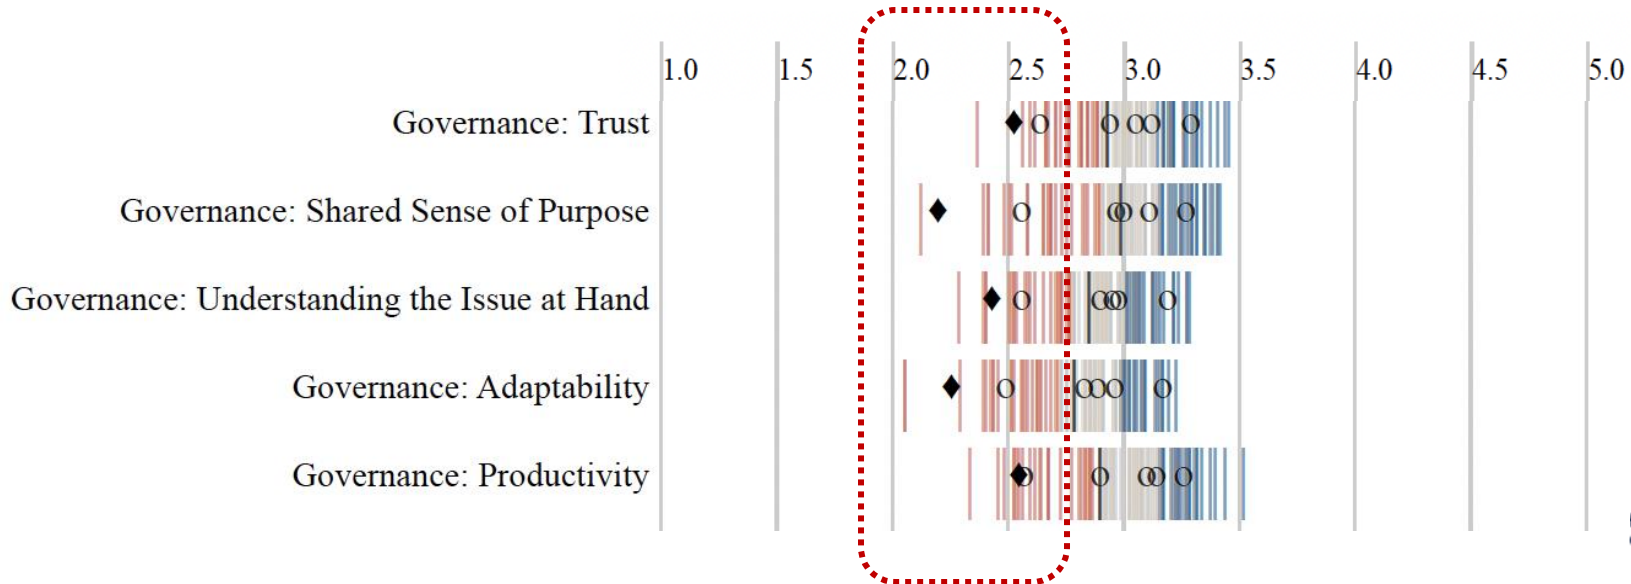 1.0 1.5 2.0 2.5 3.0 3.5 4.0 4.5 5.0
Governance: Trust
Governance: Shared Sense of Purpose
Governance: Understanding the Issue at Hand
Governance: Adaptability
Governance: Productivity